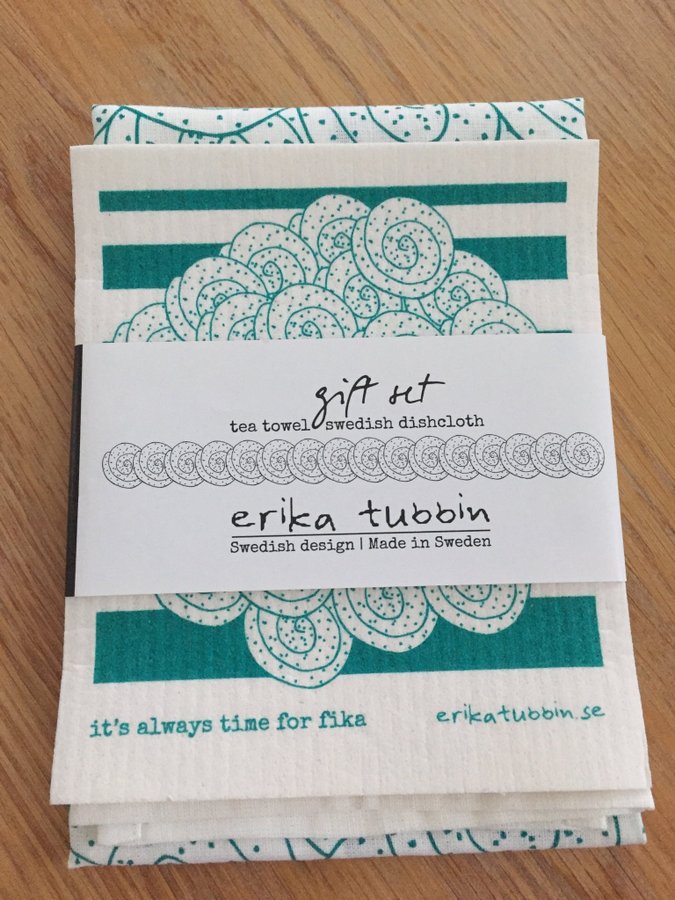 gift set
tea towel swedish dishcloth
erika tubbin
Swedish design | Made in Sweden
it's always time for fika
erikatubbin.se